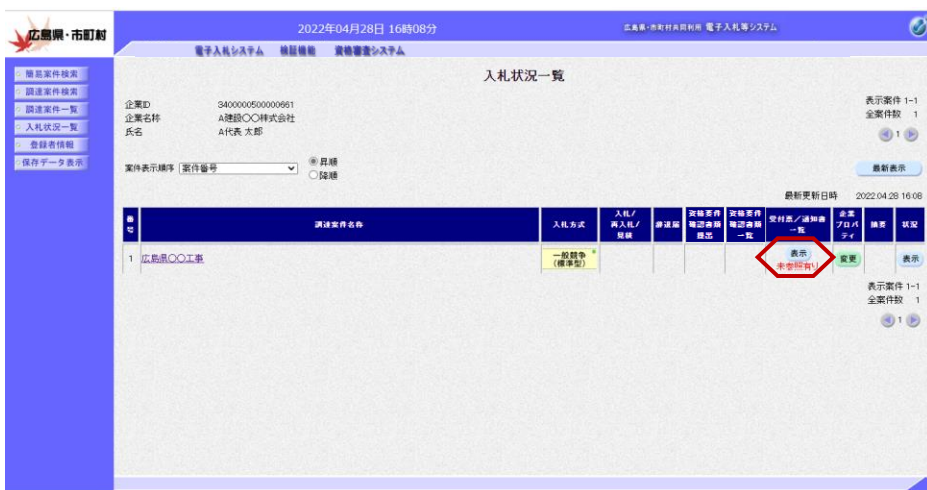 広島県・市町村
2022年04月28日 16時08分
広島県・市町村共同利用 電子入札等システム
電子入札システム 検証機能 資格審査システム
簡易案件検索
調達案件検索
調達案件一覧
入札状況一覧
登録者情報
保存データ表示
入札状況一覧
企業ID 3400000500000661
企業名称 A建設〇〇株式会社
氏名 A代表 太郎
表示案件 1-1
全案件数 1
1
案件表示順序 案件番号
昇順
降順
最新表示
最新更新日時 2022.04.28 16:08
番号 調達案件名称 入札方式 入札/再入札/見積 辞退届 資格要件確認書類提出 資格要件確認書類一覧 受付票/通知書一覧 企業プロパティ 摘要 状況
1 広島県〇〇工事 一般競争(標準型) 表示 未参照有り 変更 表示
表示案件 1-1
全案件数 1
1